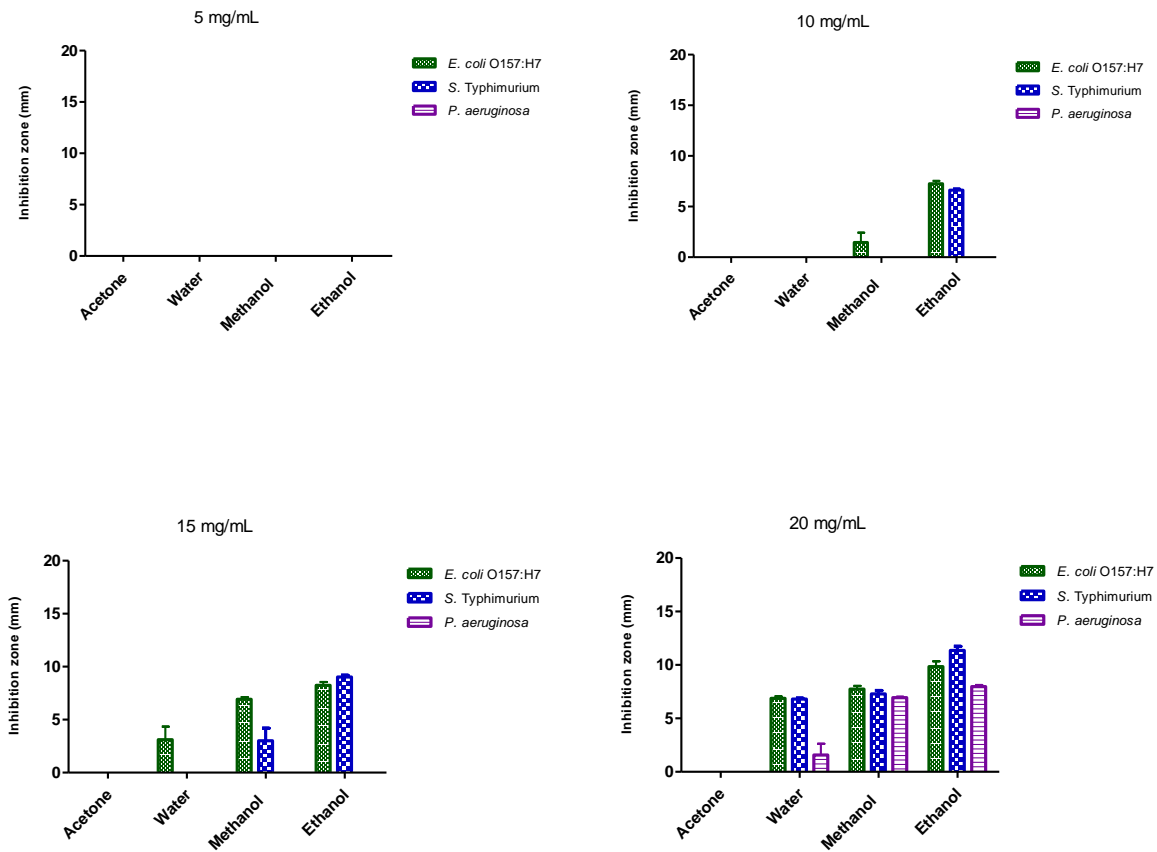 5 mg/mL
20
15
10
5
0
Inhibition zone (mm)
Acetone
Water
Methanol
Ethanol
E. coli O157:H7
S. Typhimurium
P. aeruginosa
10 mg/mL
20
15
10
5
0
Inhibition zone (mm)
Acetone
Water
Methanol
Ethanol
E. coli O157:H7
S. Typhimurium
P. aeruginosa
15 mg/mL
20
15
10
5
0
Inhibition zone (mm)
Acetone
Water
Methanol
Ethanol
E. coli O157:H7
S. Typhimurium
P. aeruginosa
20 mg/mL
20
15
10
5
0
Inhibition zone (mm)
Acetone
Water
Methanol
Ethanol
E. coli O157:H7
S. Typhimurium
P. aeruginosa